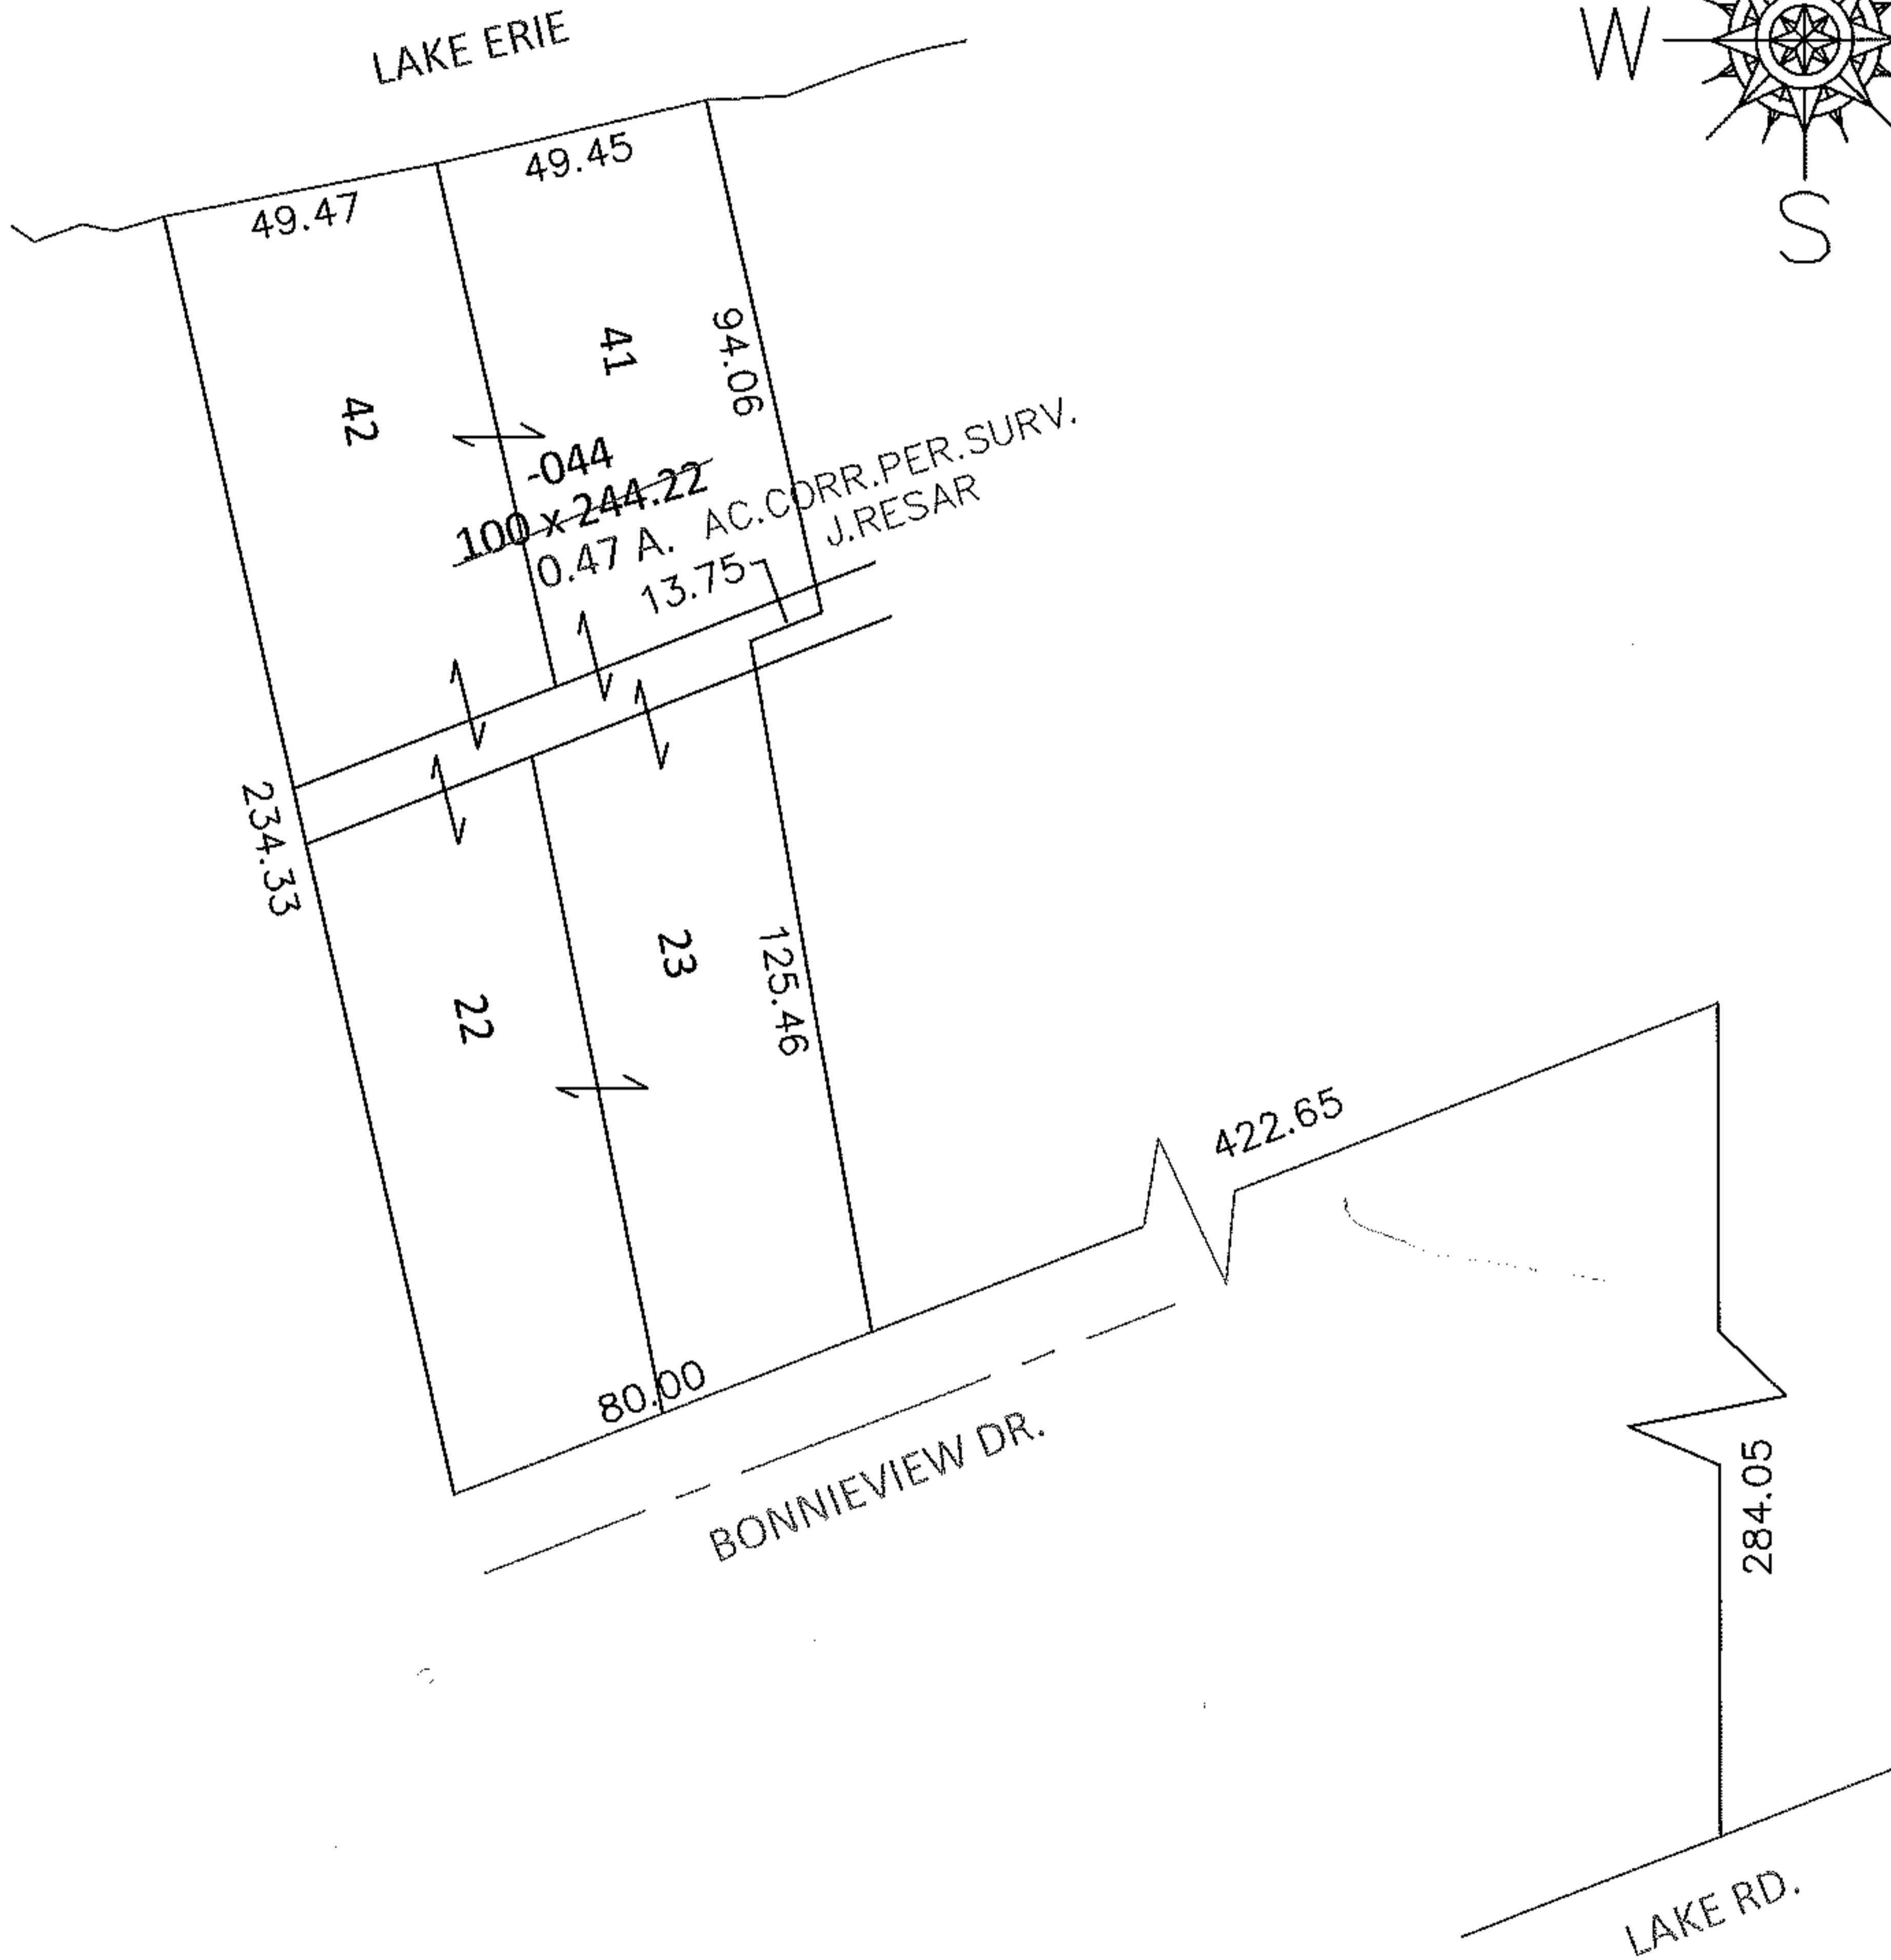 LAKE ERIE
W
S
49.45
49.47
41
94.06
42
-044
100 x 244.22
0.47 A. AC.CORR.PER.SURV.
J.RESAR
13.75
234.33
23
125.46
22
422.65
80.00
BONNIEVIEW DR.
284.05
LAKE RD.